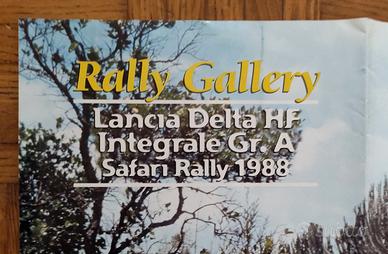 Rally Gallery
Lancia Delta HF
Integrale Gr. A
Safari Rally 1988